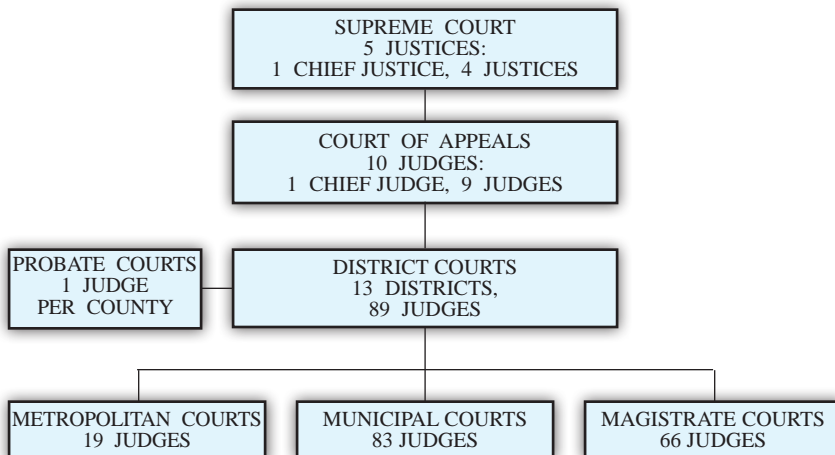 SUPREME COURT
5 JUSTICES:
1 CHIEF JUSTICE, 4 JUSTICES
COURT OF APPEALS
10 JUDGES:
1 CHIEF JUDGE, 9 JUDGES
PROBATE COURTS
1 JUDGE
PER COUNTY
DISTRICT COURTS
13 DISTRICTS,
89 JUDGES
METROPOLITAN COURTS
19 JUDGES
MUNICIPAL COURTS
83 JUDGES
MAGISTRATE COURTS
66 JUDGES